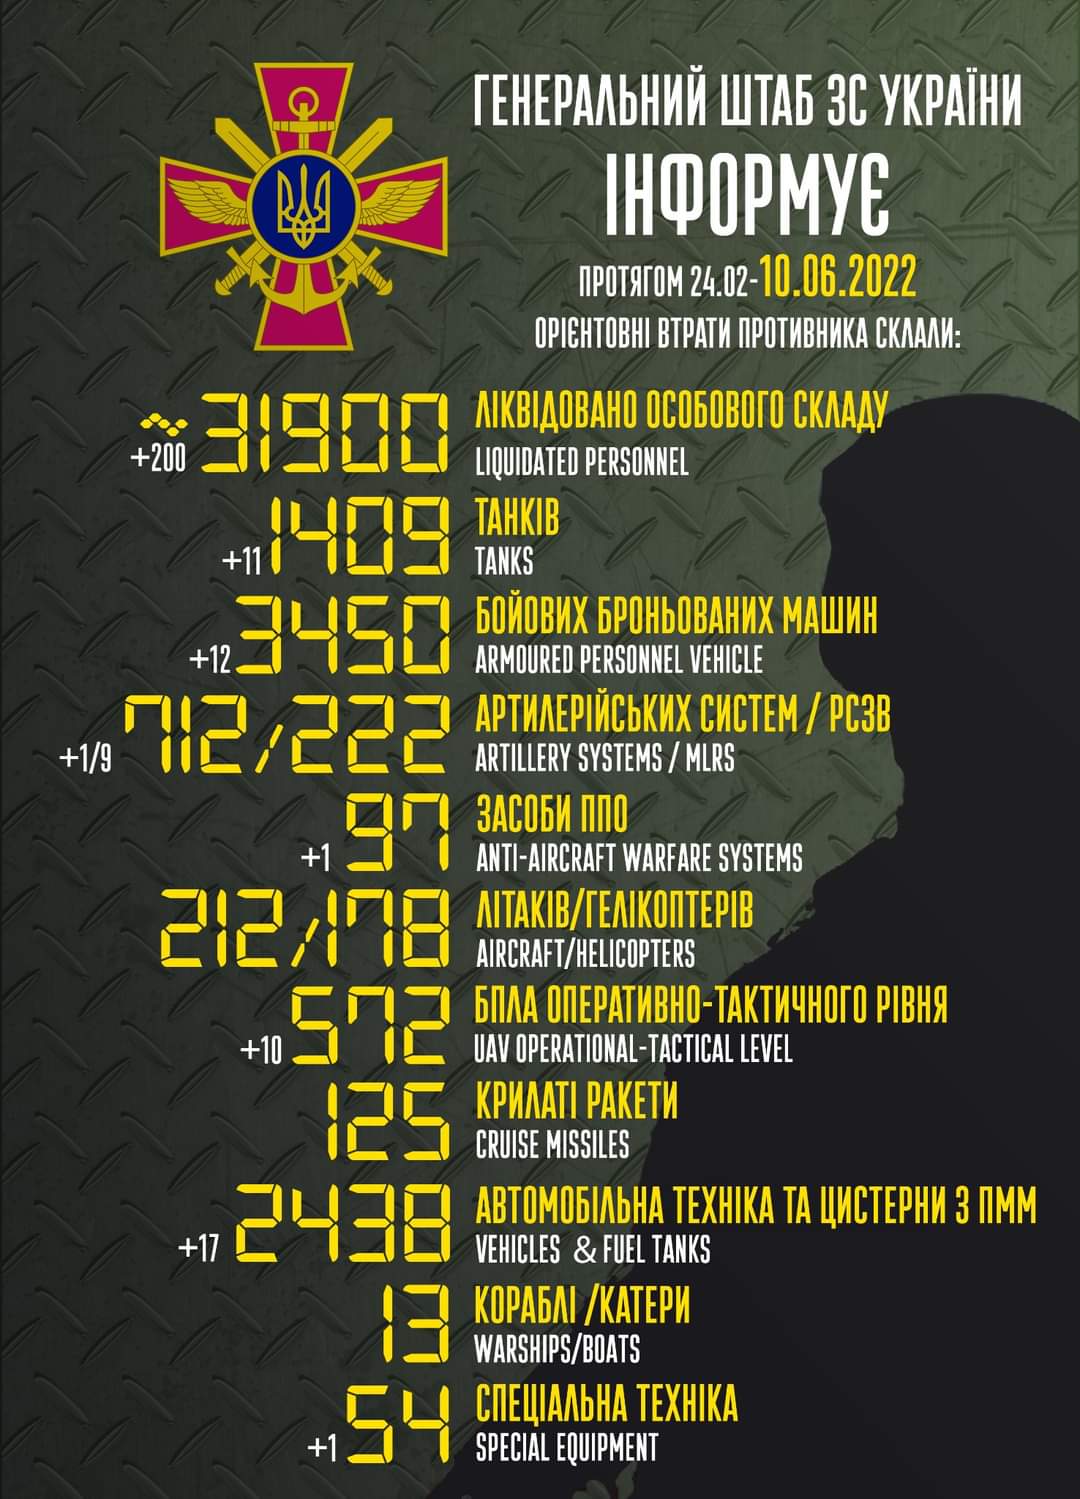 ГЕНЕРАЛЬНИЙ ШТАБ ЗС УКРАЇНИ
ІНФОРМУЄ
ПРОТЯГОМ 24.02-10.06.2022
ОРІЄНТОВНІ ВТРАТИ ПРОТИВНИКА СКЛАЛИ:
≈ 31900 ЛІКВІДОВАНО ОСОБОВОГО СКЛАДУ
+200 LIQUIDATED PERSONNEL
1409 ТАНКІВ
+11 TANKS
3450 БОЙОВИХ БРОНЬОВАНИХ МАШИН
+12 ARMOURED PERSONNEL VEHICLE
712/222 АРТИЛЕРІЙСЬКИХ СИСТЕМ / РСЗВ
+1/9 ARTILLERY SYSTEMS / MLRS
97 ЗАСОБИ ППО
+1 ANTI-AIRCRAFT WARFARE SYSTEMS
212/178 ЛІТАКІВ/ГЕЛІКОПТЕРІВ
AIRCRAFT/HELICOPTERS
572 БПЛА ОПЕРАТИВНО-ТАКТИЧНОГО РІВНЯ
+10 UAV OPERATIONAL-TACTICAL LEVEL
125 КРИЛАТІ РАКЕТИ
CRUISE MISSILES
2438 АВТОМОБІЛЬНА ТЕХНІКА ТА ЦИСТЕРНИ З ПММ
+17 VEHICLES & FUEL TANKS
13 КОРАБЛІ /КАТЕРИ
WARSHIPS/BOATS
54 СПЕЦІАЛЬНА ТЕХНІКА
+1 SPECIAL EQUIPMENT